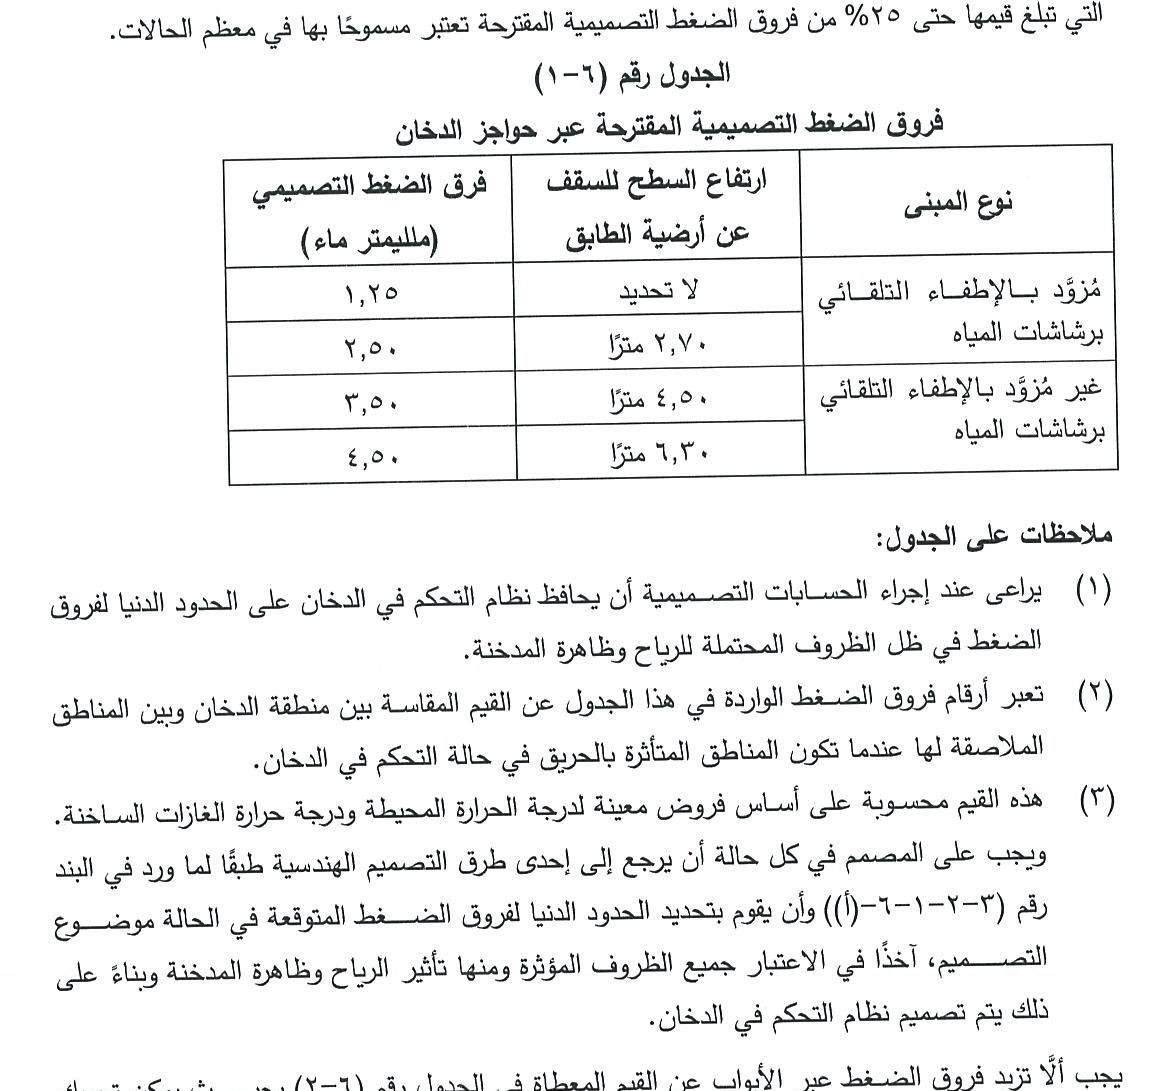 التي تبلغ قيمها حتى ٢٥% من فروق الضغط التصميمية المقترحة تعتبر مسموحًا بها في معظم الحالات.
الجدول رقم (٦-١)
فروق الضغط التصميمية المقترحة عبر حواجز الدخان
نوع المبنى
ارتفاع السطح للسقف
عن أرضية الطابق
فرق الضغط التصميمي
(ملليمتر ماء)
مُزوَّد بالإطفاء التلقائي
برشاشات المياه
لا تحديد
١,٢٥
٢,٧٠ مترًا
٢,٥٠
غير مُزوَّد بالإطفاء التلقائي
برشاشات المياه
٤,٥٠ مترًا
٣,٥٠
٦,٣٠ مترًا
٤,٥٠
ملاحظات على الجدول:
(١) يراعى عند إجراء الحسابات التصميمية أن يحافظ نظام التحكم في الدخان على الحدود الدنيا لفروق
الضغط في ظل الظروف المحتملة للرياح وظاهرة المدخنة.
(٢) تعبر أرقام فروق الضغط الواردة في هذا الجدول عن القيم المقاسة بين منطقة الدخان وبين المناطق
الملاصقة لها عندما تكون المناطق المتأثرة بالحريق في حالة التحكم في الدخان.
(٣) هذه القيم محسوبة على أساس فروض معينة لدرجة الحرارة المحيطة ودرجة حرارة الغازات الساخنة.
ويجب على المصمم في كل حالة أن يرجع إلى إحدى طرق التصميم الهندسية طبقًا لما ورد في البند
رقم (٣-٢-١-٦-(أ)) وأن يقوم بتحديد الحدود الدنيا لفروق الضغط المتوقعة في الحالة موضوع
التصميم، آخذًا في الاعتبار جميع الظروف المؤثرة ومنها تأثير الرياح وظاهرة المدخنة وبناءً على
ذلك يتم تصميم نظام التحكم في الدخان.
يجب ألَّا تزيد فروق الضغط عبر الأبواب عن القيم المعطاة في الجدول رقم (٦-٢)